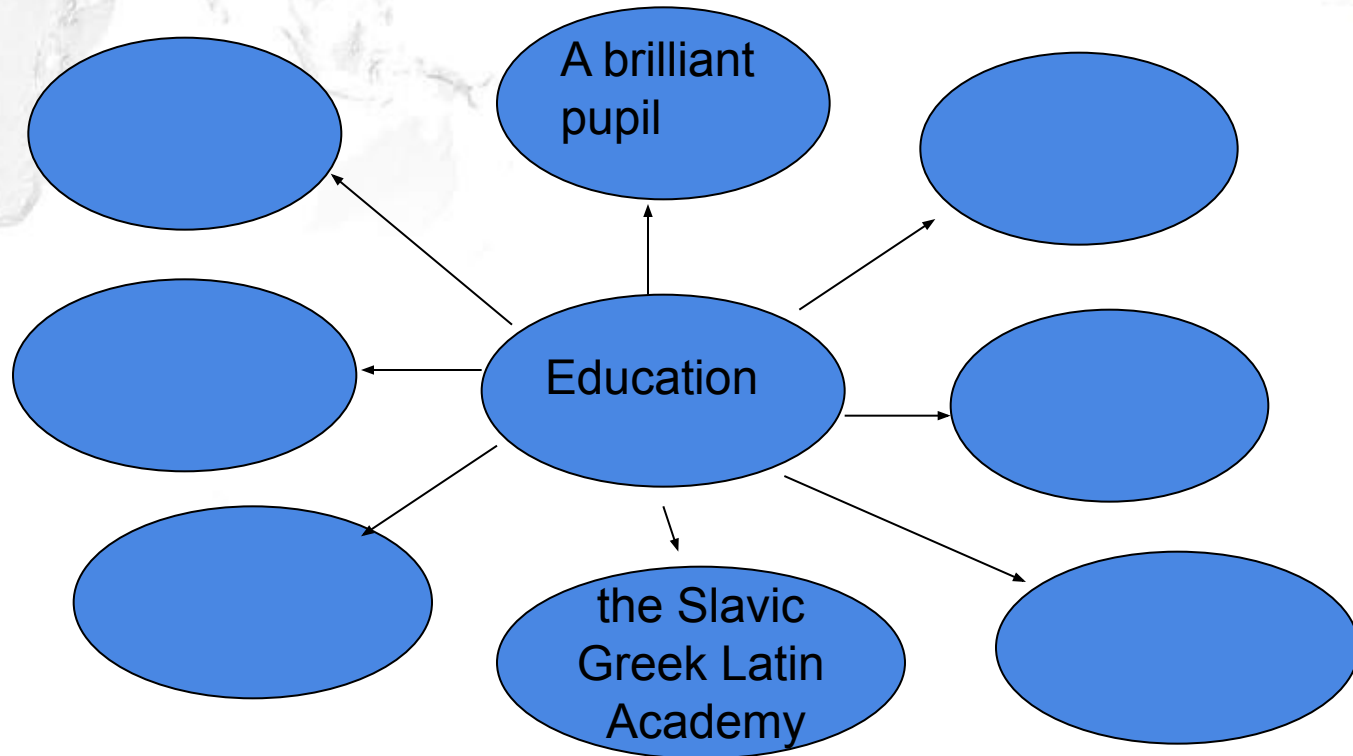 A brilliant
pupil
Education
the Slavic
Greek Latin
Academy